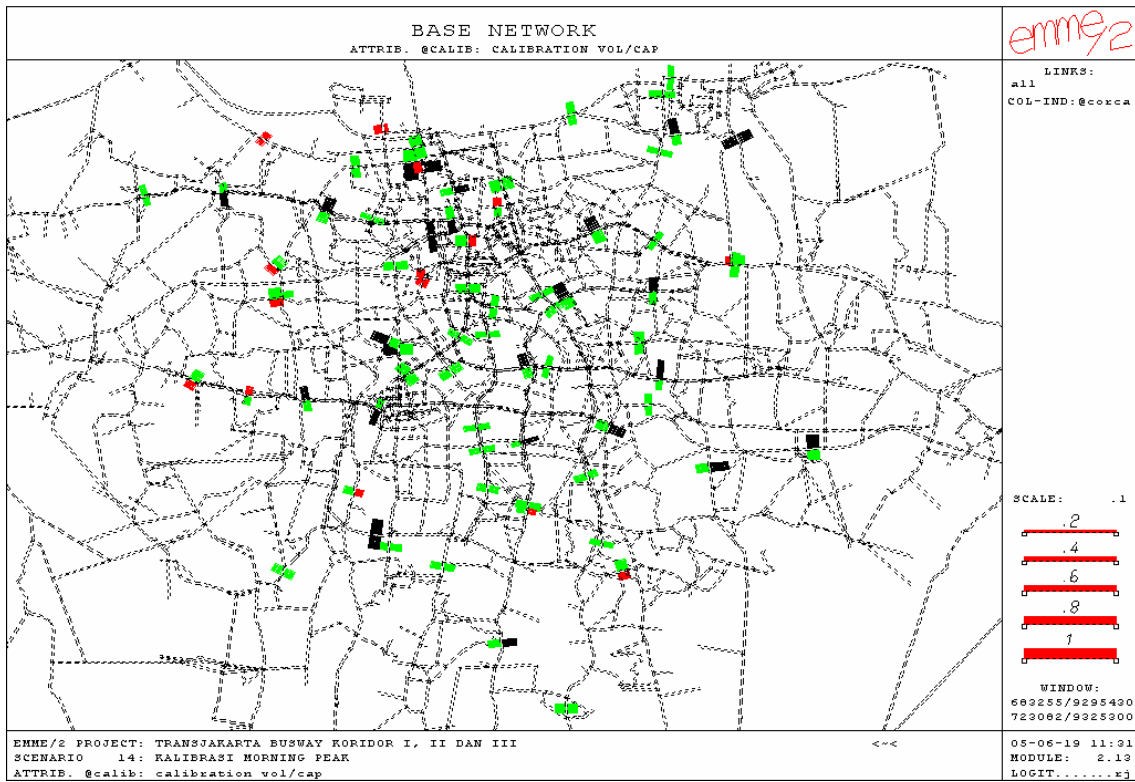 BASE NETWORK
ATTRIB. @CALIB: CALIBRATION VOL/CAP
emme/2
LINKS:
all
COL-IND:@corca
SCALE: .1
.2
.4
.6
.8
1
WINDOW:
683255/9295430
723082/9325300
EMME/2 PROJECT: TRANSJAKARTA BUSWAY KORIDOR I, II DAN III
SCENARIO 14: KALIBRASI MORNING PEAK
ATTRIB. @calib: calibration vol/cap
<~<
05-06-19 11:31
MODULE: 2.13
LOGIT.......rj